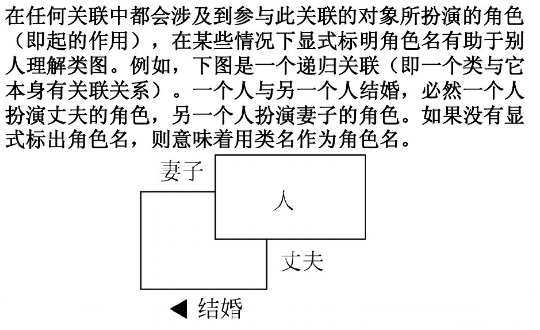 在任何关联中都会涉及到参与此关联的对象所扮演的角色
（即起的作用），在某些情况下显式标明角色名有助于别
人理解类图。例如，下图是一个递归关联（即一个类与它
本身有关联关系）。一个人与另一个人结婚，必然一个人
扮演丈夫的角色，另一个人扮演妻子的角色。如果没有显
式标出角色名，则意味着用类名作为角色名。
妻子
人
丈夫
◀ 结婚